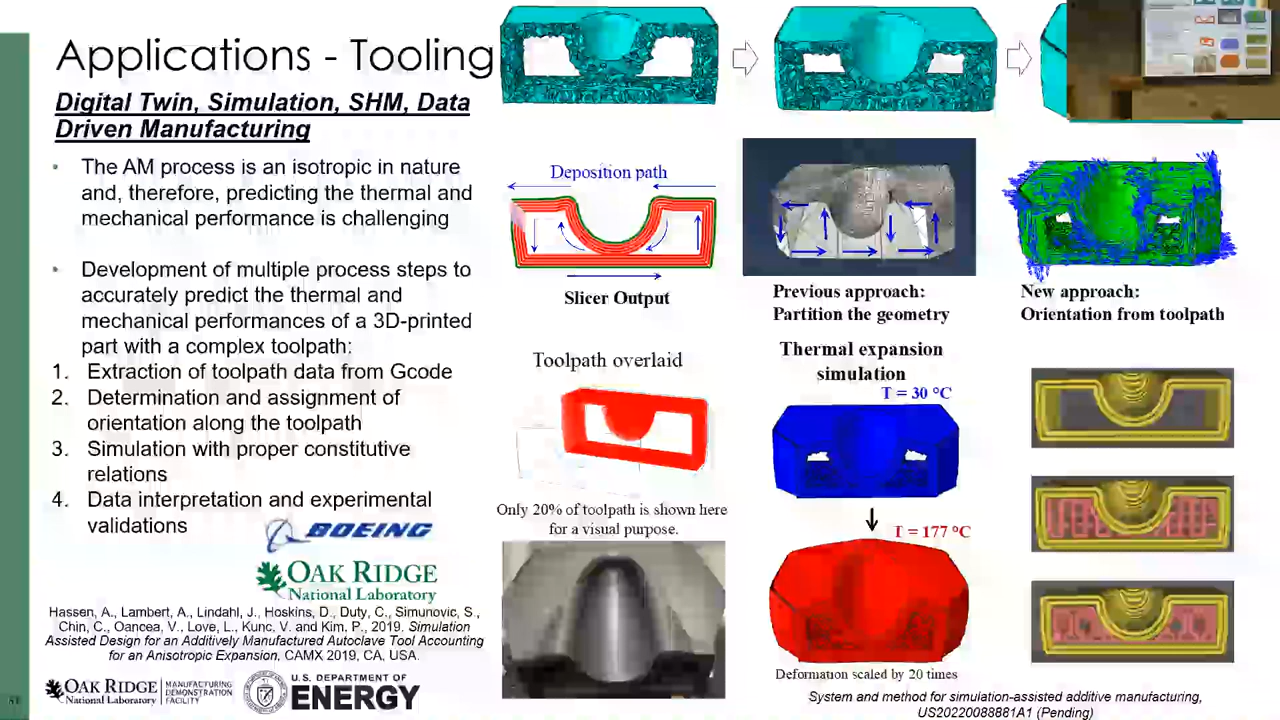 Applications - Tooling
Digital Twin, Simulation, SHM, Data
Driven Manufacturing
• The AM process is an isotropic in nature
and, therefore, predicting the thermal and
mechanical performance is challenging
• Development of multiple process steps to
accurately predict the thermal and
mechanical performances of a 3D-printed
part with a complex toolpath:
1. Extraction of toolpath data from Gcode
2. Determination and assignment of
orientation along the toolpath
3. Simulation with proper constitutive
relations
4. Data interpretation and experimental
validations
BOEING
OAK RIDGE
National Laboratory
Hassen, A., Lambert, A., Lindahl, J., Hoskins, D., Duty, C., Simunovic, S.,
Chin, C., Oancea, V., Love, L., Kunc, V. and Kim, P., 2019. Simulation
Assisted Design for an Additively Manufactured Autoclave Tool Accounting
for an Anisotropic Expansion, CAMX 2019, CA, USA.
OAK RIDGE
National Laboratory
MANUFACTURING
DEMONSTRATION
FACILITY
U.S. DEPARTMENT OF
ENERGY
Deposition path
Slicer Output
Previous approach:
Partition the geometry
New approach:
Orientation from toolpath
Toolpath overlaid
Only 20% of toolpath is shown here
for a visual purpose.
Thermal expansion
simulation
T = 30 °C
T = 177 °C
Deformation scaled by 20 times
System and method for simulation-assisted additive manufacturing,
US20220088881A1 (Pending)